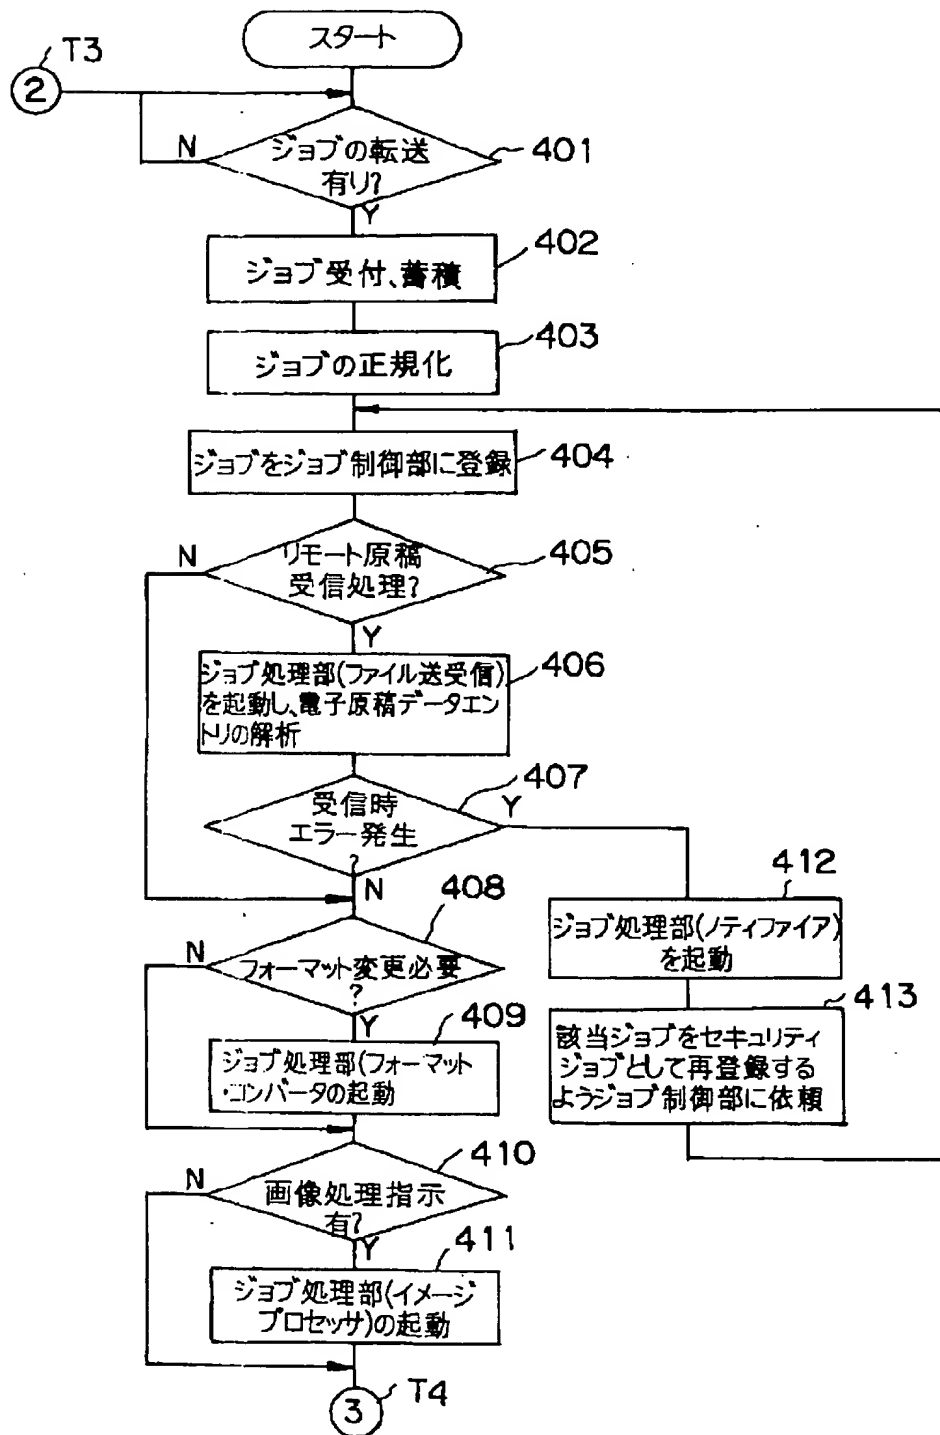 スタート
T3
2
N
ジョブの転送
有り?
401
Y
402
ジョブ受付、蓄積
403
ジョブの正規化
ジョブをジョブ制御部に登録
404
N
リモート原稿
受信処理?
405
Y
ジョブ処理部(ファイル送受信)
を起動し、電子原稿データエン
トリの解析
406
受信時
エラー発生
?
407
Y
N
408
412
ジョブ処理部(ノティファイア)
を起動
N
フォーマット変更必要
?
Y
409
413
ジョブ処理部(フォーマット
・コンバータの起動
該当ジョブをセキュリティ
ジョブとして再登録する
ようジョブ制御部に依頼
410
N
画像処理指示
有?
Y
411
ジョブ処理部(イメージ
プロセッサ)の起動
3
T4